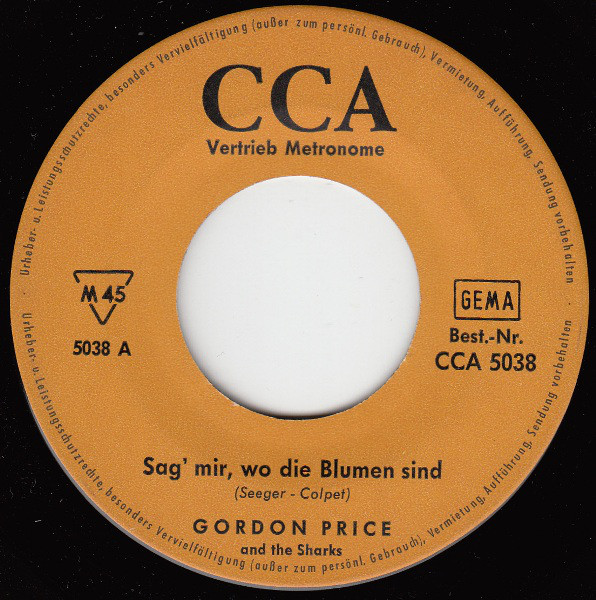 Urheber- u. Leistungsschutzrechte, besonders Vervielfältigung (außer zum persönl. Gebrauch), Vermietung, Aufführung, Sendung vorbehalten ·
CCA
Vertrieb Metronome
M 45
5038 A
GEMA
Best.-Nr.
CCA 5038
Sag' mir, wo die Blumen sind
(Seeger - Colpet)
GORDON PRICE
and the Sharks
Urheber- u. Leistungsschutzrechte, besonders Vervielfältigung (außer zum persönl. Gebrauch), Vermietung, Aufführung, Sendung vorbehalten ·